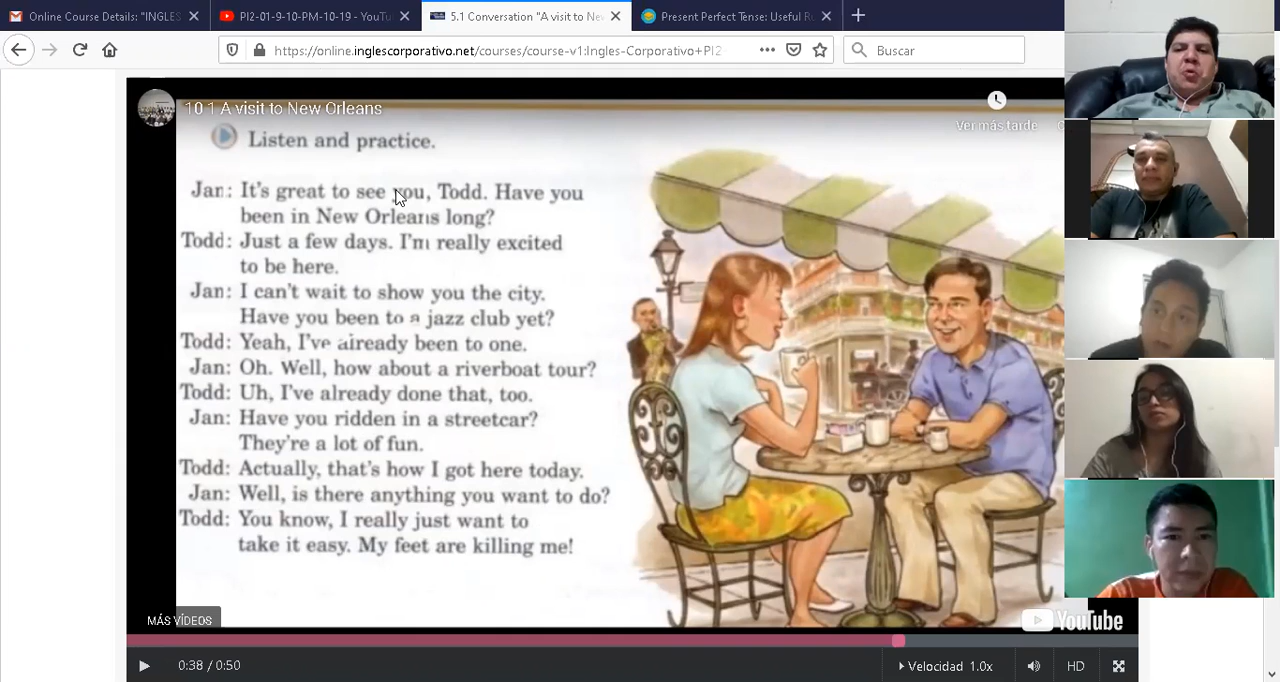 Online Course Details: "INGLES
PI2-01-9-10-PM-10-19 - YouTu
5.1 Conversation "A visit to Nev
Present Perfect Tense: Useful Ru
https://online.inglescorporativo.net/courses/course-v1:Ingles-Corporativo+PI2
Buscar
10 1 A visit to New Orleans
Ver más tarde
Listen and practice.
Jan: It's great to see you, Todd. Have you
been in New Orleans long?
Todd: Just a few days. I'm really excited
to be here.
Jan: I can't wait to show you the city.
Have you been to a jazz club yet?
Todd: Yeah, I've already been to one.
Jan: Oh. Well, how about a riverboat tour?
Todd: Uh, I've already done that, too.
Jan: Have you ridden in a streetcar?
They're a lot of fun.
Todd: Actually, that's how I got here today.
Jan: Well, is there anything you want to do?
Todd: You know, I really just want to
take it easy. My feet are killing me!
MÁS VÍDEOS
YouTube
0:38 / 0:50
Velocidad 1.0x
HD